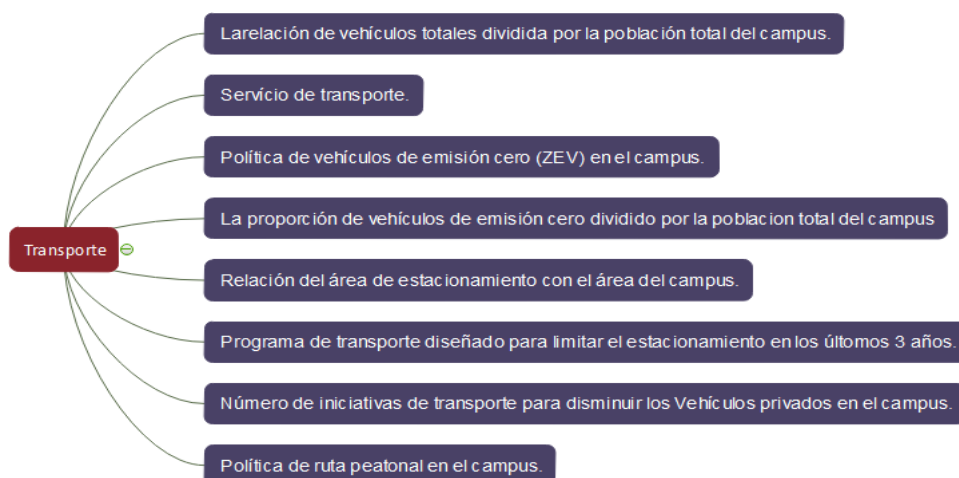 Larelación de vehículos totales dividida por la población total del campus.
Servício de transporte.
Política de vehículos de emisión cero (ZEV) en el campus.
La proporción de vehículos de emisión cero dividido por la poblacion total del campus
Transporte
Relación del área de estacionamiento con el área del campus.
Programa de transporte diseñado para limitar el estacionamiento en los últomos 3 años.
Número de iniciativas de transporte para disminuir los Vehículos privados en el campus.
Política de ruta peatonal en el campus.